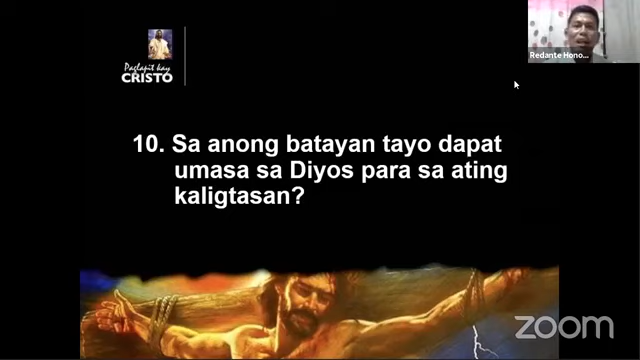 Redante Hono...
Paglapit kay
CRISTO
10. Sa anong batayan tayo dapat
umasa sa Diyos para sa ating
kaligtasan?
zoom